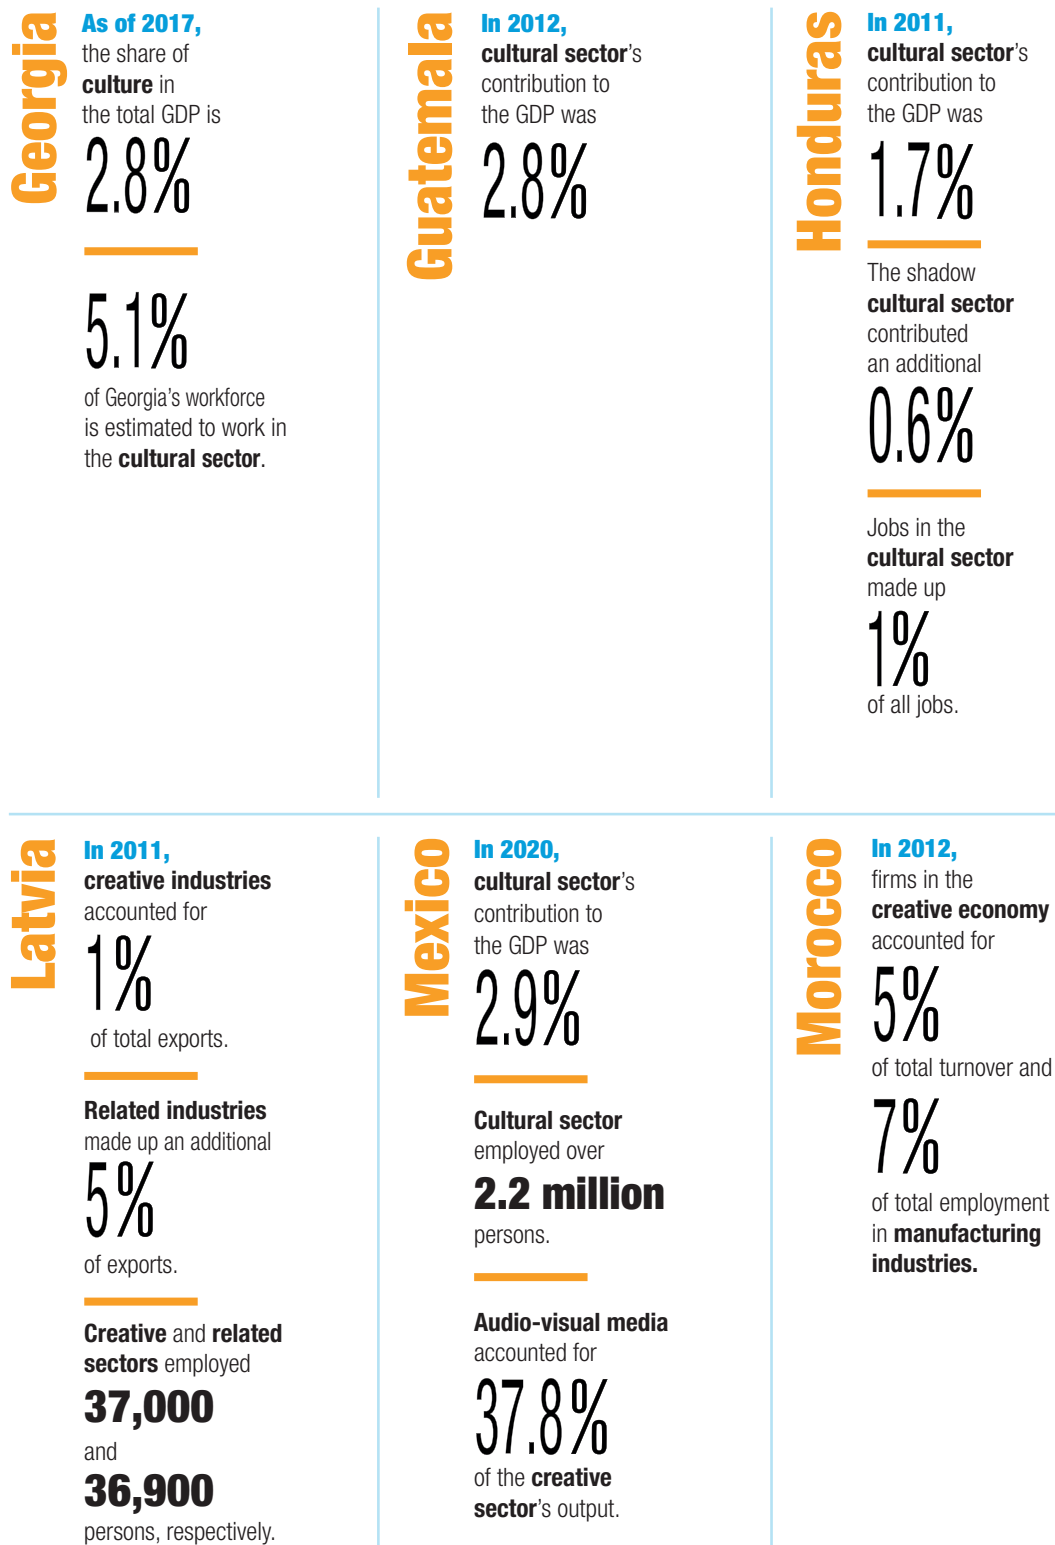 Georgia
As of 2017,
the share of
culture in
the total GDP is
2.8%
5.1%
of Georgia's workforce
is estimated to work in
the cultural sector.
Guatemala
In 2012,
cultural sector's
contribution to
the GDP was
2.8%
Honduras
In 2011,
cultural sector's
contribution to
the GDP was
1.7%
The shadow
cultural sector
contributed
an additional
0.6%
Jobs in the
cultural sector
made up
1%
of all jobs.
Latvia
In 2011,
creative industries
accounted for
1%
of total exports.
Related industries
made up an additional
5%
of exports.
Creative and related
sectors employed
37,000
and
36,900
persons, respectively.
Mexico
In 2020,
cultural sector's
contribution to
the GDP was
2.9%
Cultural sector
employed over
2.2 million
persons.
Audio-visual media
accounted for
37.8%
of the creative
sector's output.
Morocco
In 2012,
firms in the
creative economy
accounted for
5%
of total turnover and
7%
of total employment
in manufacturing
industries.